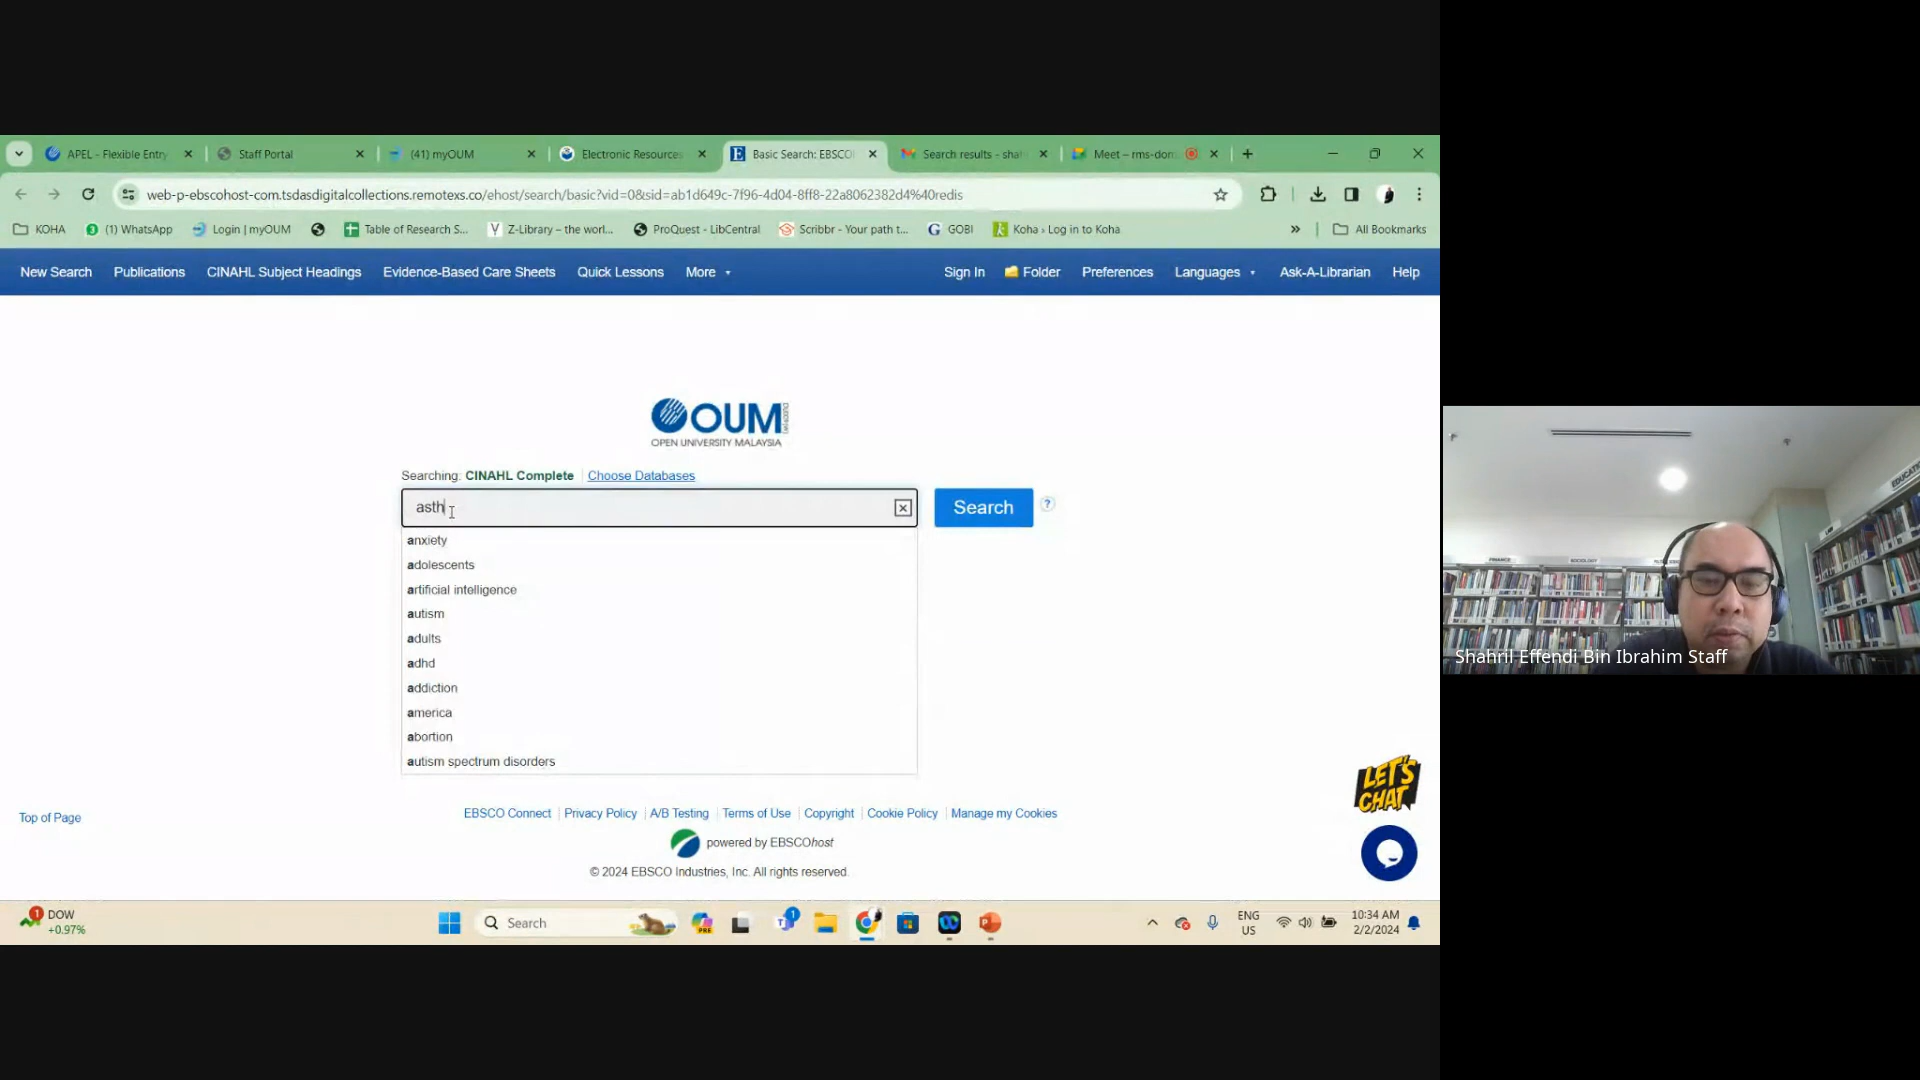 APEL - Flexible Entry
Staff Portal
(41) myOUM
Electronic Resources
Basic Search: EBSCO
Search results - shah
Meet – rms-don
web-p-ebscohost-com.tsdasdigitalcollections.remotexs.co/ehost/search/basic?vid=0&sid=ab1d649c-7f96-4d04-8ff8-22a8062382d4%40redis
KOHA
(1) WhatsApp
Login | myOUM
Table of Research S...
Z-Library – the worl...
ProQuest - LibCentral
Scribbr - Your path t...
GOBI
Koha › Log in to Koha
»
All Bookmarks
New Search Publications CINAHL Subject Headings Evidence-Based Care Sheets Quick Lessons More
Sign In Folder Preferences Languages Ask-A-Librarian Help
OUM
OPEN UNIVERSITY MALAYSIA
Searching: CINAHL Complete Choose Databases
asth
Search
?
anxiety
adolescents
artificial intelligence
autism
adults
adhd
addiction
america
abortion
autism spectrum disorders
LET'S
CHAT
Top of Page
EBSCO Connect Privacy Policy A/B Testing Terms of Use Copyright Cookie Policy Manage my Cookies
powered by EBSCOhost
© 2024 EBSCO Industries, Inc. All rights reserved.
1
DOW
+0.97%
Search
PRE
1
ENG
US
10:34 AM
2/2/2024
FINANCE
SOCIOLOGY
Shahril Effendi Bin Ibrahim Staff